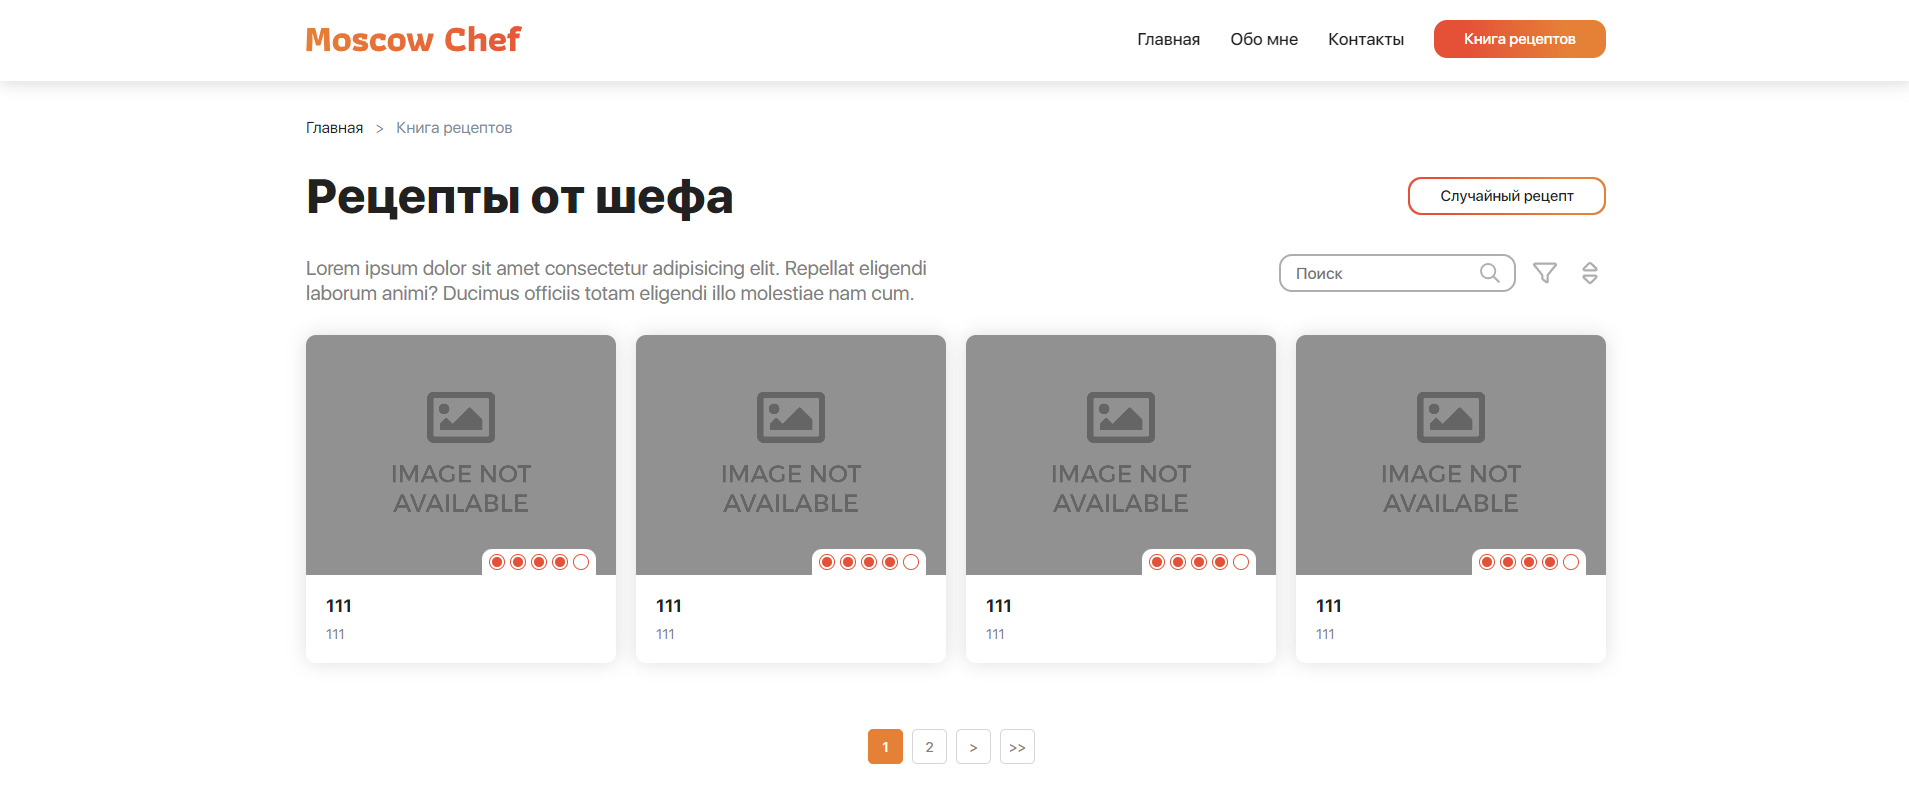 Moscow Chef
Главная Обо мне Контакты Книга рецептов
Главная > Книга рецептов
Рецепты от шефа
Случайный рецепт
Lorem ipsum dolor sit amet consectetur adipisicing elit. Repellat eligendi
laborum animi? Ducimus officiis totam eligendi illo molestiae nam cum.
Поиск
IMAGE NOT
AVAILABLE
111
111
IMAGE NOT
AVAILABLE
111
111
IMAGE NOT
AVAILABLE
111
111
IMAGE NOT
AVAILABLE
111
111
1 2 > >>